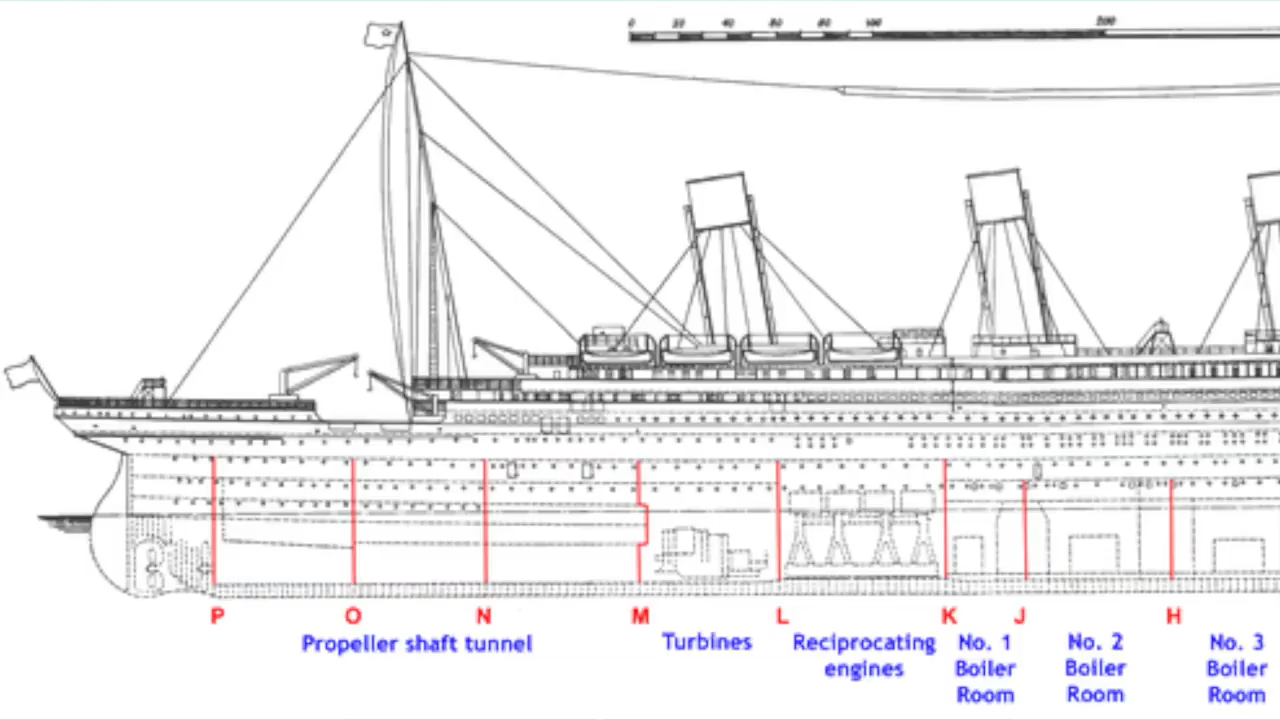 0 20 40 60 80 100 200
P O N M L K J H
Propeller shaft tunnel
Turbines
Reciprocating
engines
No. 1
Boiler
Room
No. 2
Boiler
Room
No. 3
Boiler
Room